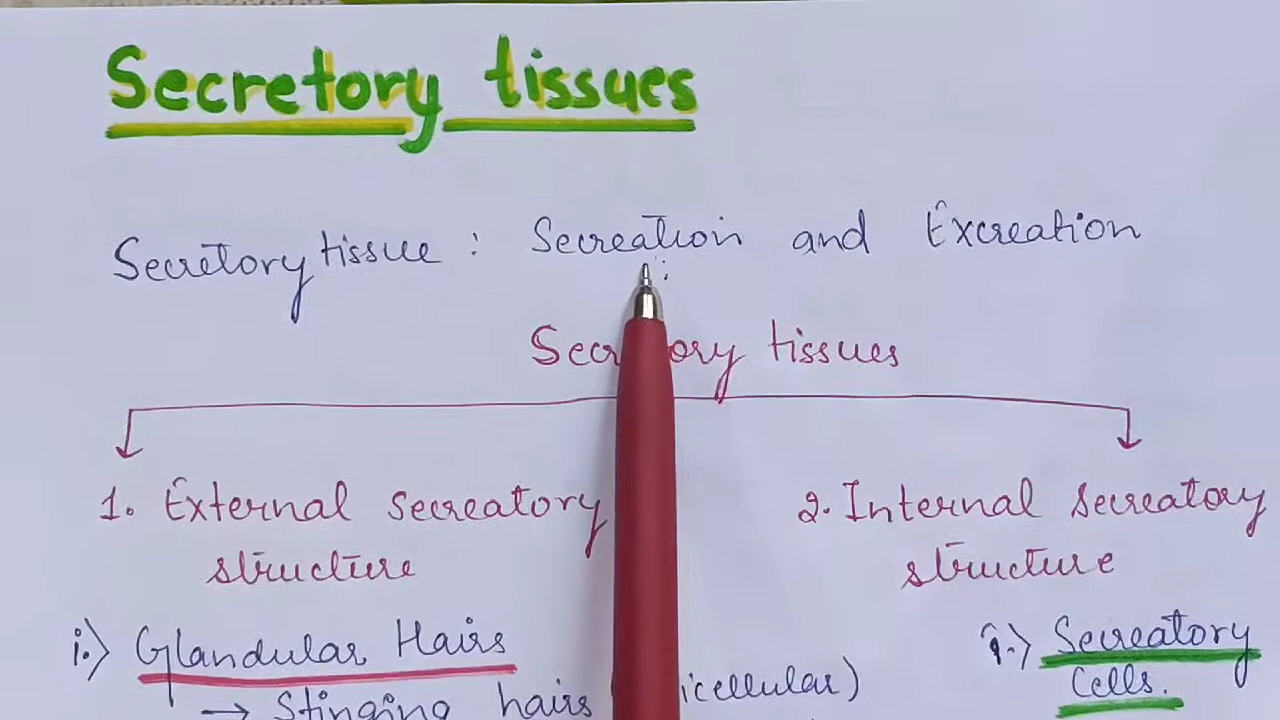 Secretory tissues
Secretory tissue : Secreation and Excreation
tissues
1. External secreatory
structure
2. Internal secreatory
structure
i.) Glandular Hairs
→ Stinging hairs
i.) Secreatory
Cells.